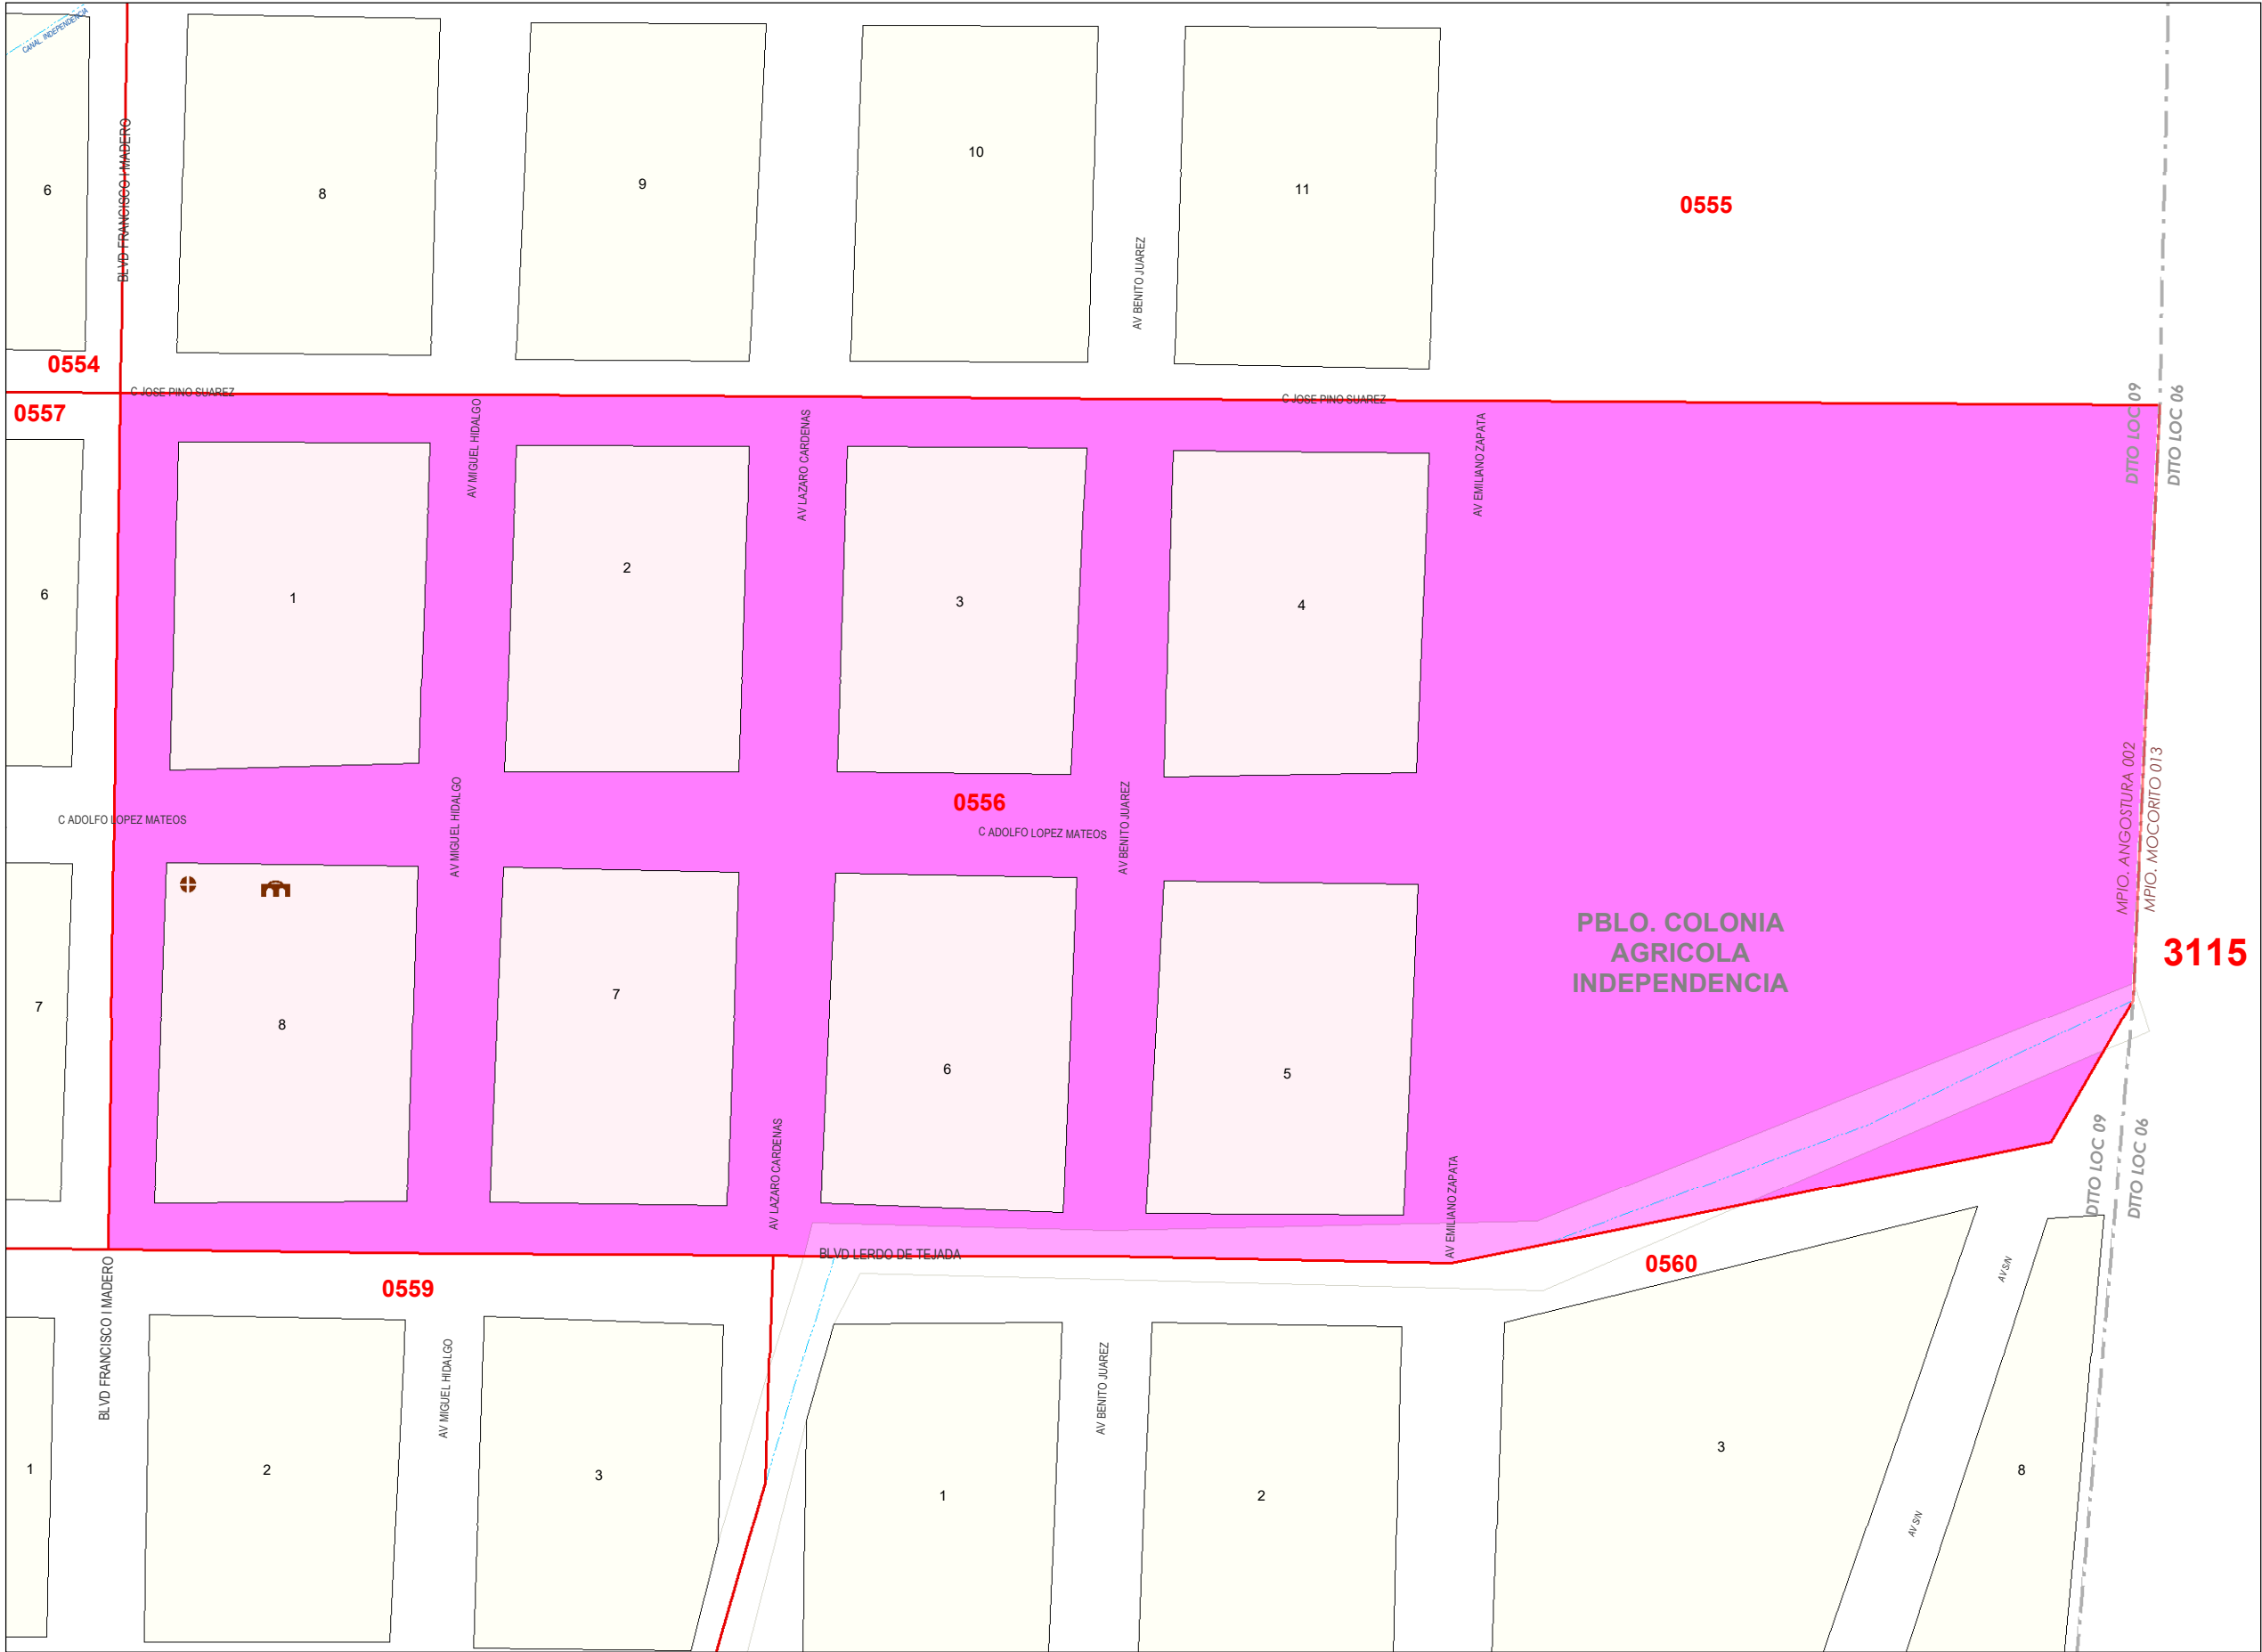 CANAL INDEPENDENCIA
BLVD FRANCISCO I MADERO
6
8
9
10
11
AV BENITO JUAREZ
0555
0554
0557
C JOSE PINO SUAREZ
C JOSE PINO SUAREZ
DTTO LOC 09
DTTO LOC 06
AV MIGUEL HIDALGO
AV LAZARO CARDENAS
AV EMILIANO ZAPATA
6
1
2
3
4
MPIO. ANGOSTURA 002
MPIO. MOCORITO 013
0556
C ADOLFO LOPEZ MATEOS
C ADOLFO LOPEZ MATEOS
AV MIGUEL HIDALGO
AV BENITO JUAREZ
PBLO. COLONIA
AGRICOLA
INDEPENDENCIA
3115
7
8
7
6
5
AV LAZARO CARDENAS
AV EMILIANO ZAPATA
DTTO LOC 09
DTTO LOC 06
BLVD LERDO DE TEJADA
0559
0560
BLVD FRANCISCO I MADERO
AV MIGUEL HIDALGO
AV BENITO JUAREZ
AV S/N
AV S/N
1
2
3
1
2
3
8